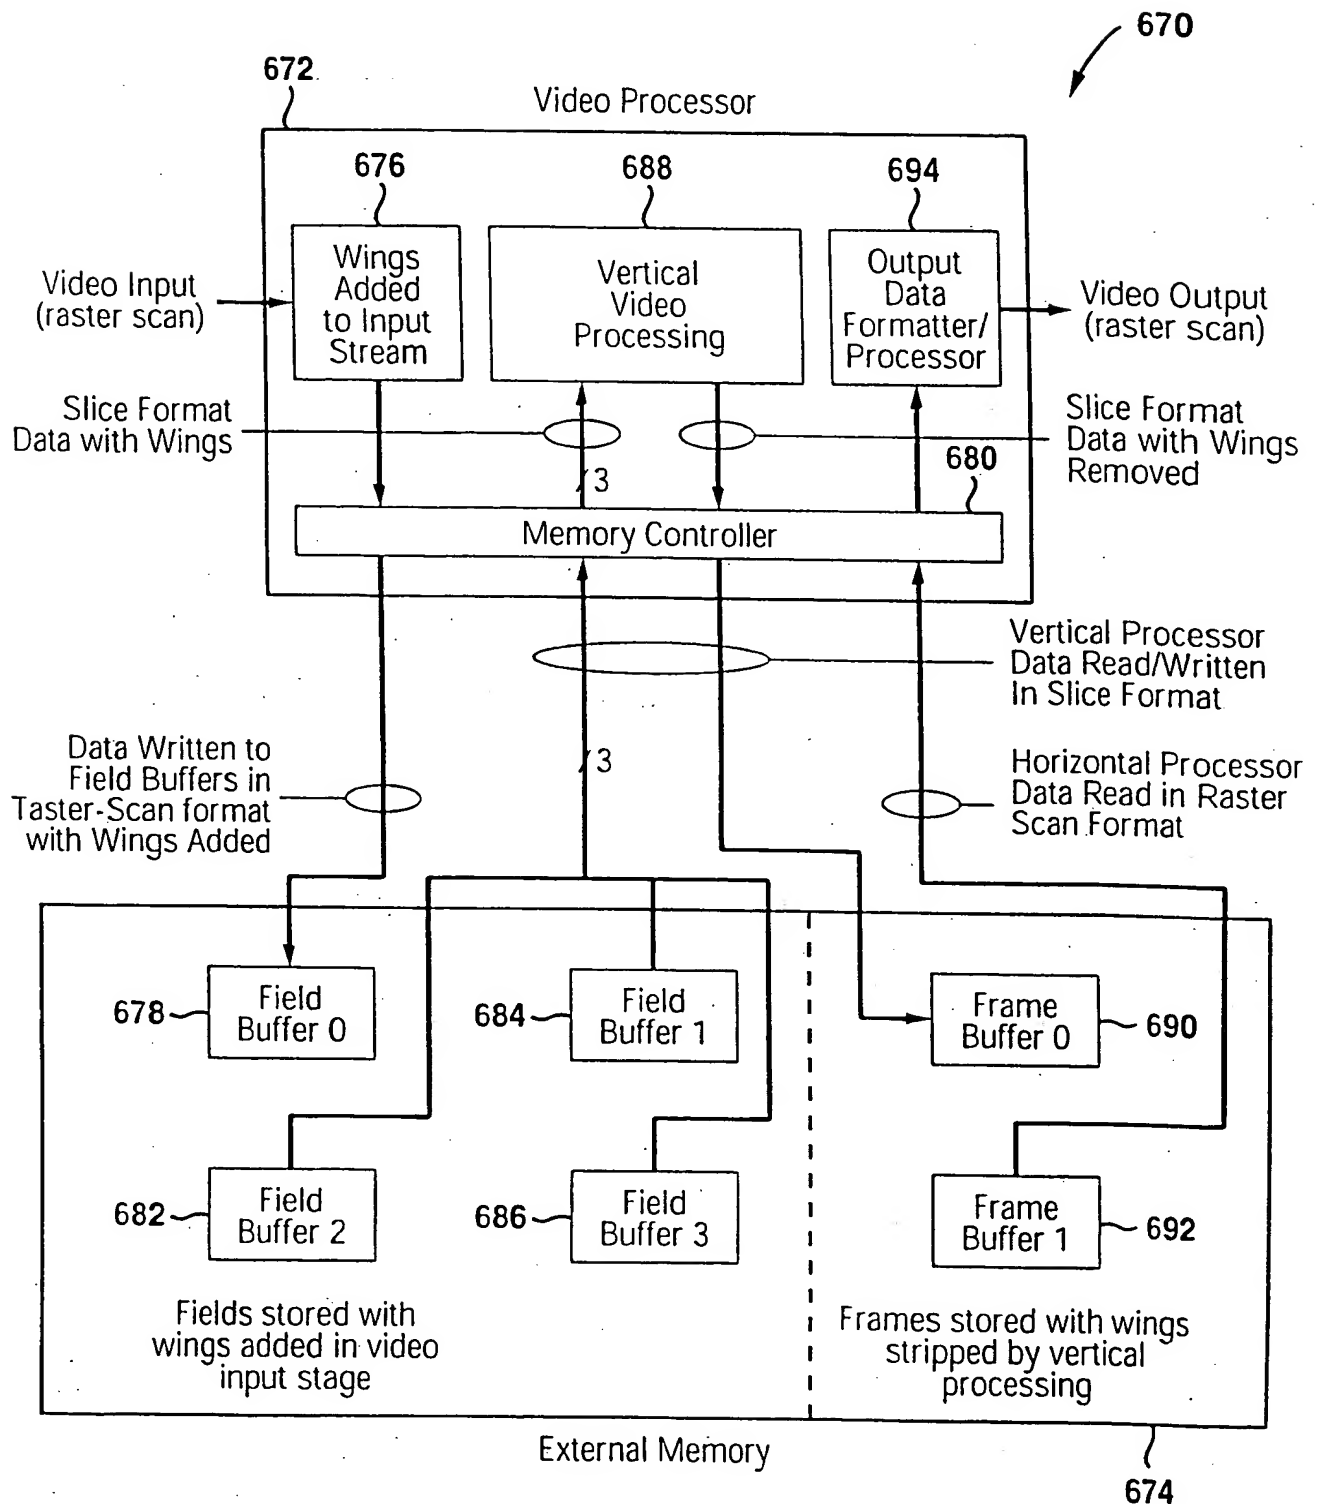 670
672
Video Processor
676
688
694
Wings
Added
to Input
Stream
Vertical
Video
Processing
Output
Data
Formatter/
Processor
Video Input
(raster scan)
Video Output
(raster scan)
Slice Format
Data with Wings
Slice Format
Data with Wings
Removed
3
680
Memory Controller
Vertical Processor
Data Read/Written
In Slice Format
Data Written to
Field Buffers in
Taster-Scan format
with Wings Added
3
Horizontal Processor
Data Read in Raster
Scan Format
678
Field
Buffer 0
684
Field
Buffer 1
Frame
Buffer 0
690
682
Field
Buffer 2
686
Field
Buffer 3
Frame
Buffer 1
692
Fields stored with
wings added in video
input stage
Frames stored with wings
stripped by vertical
processing
External Memory
674